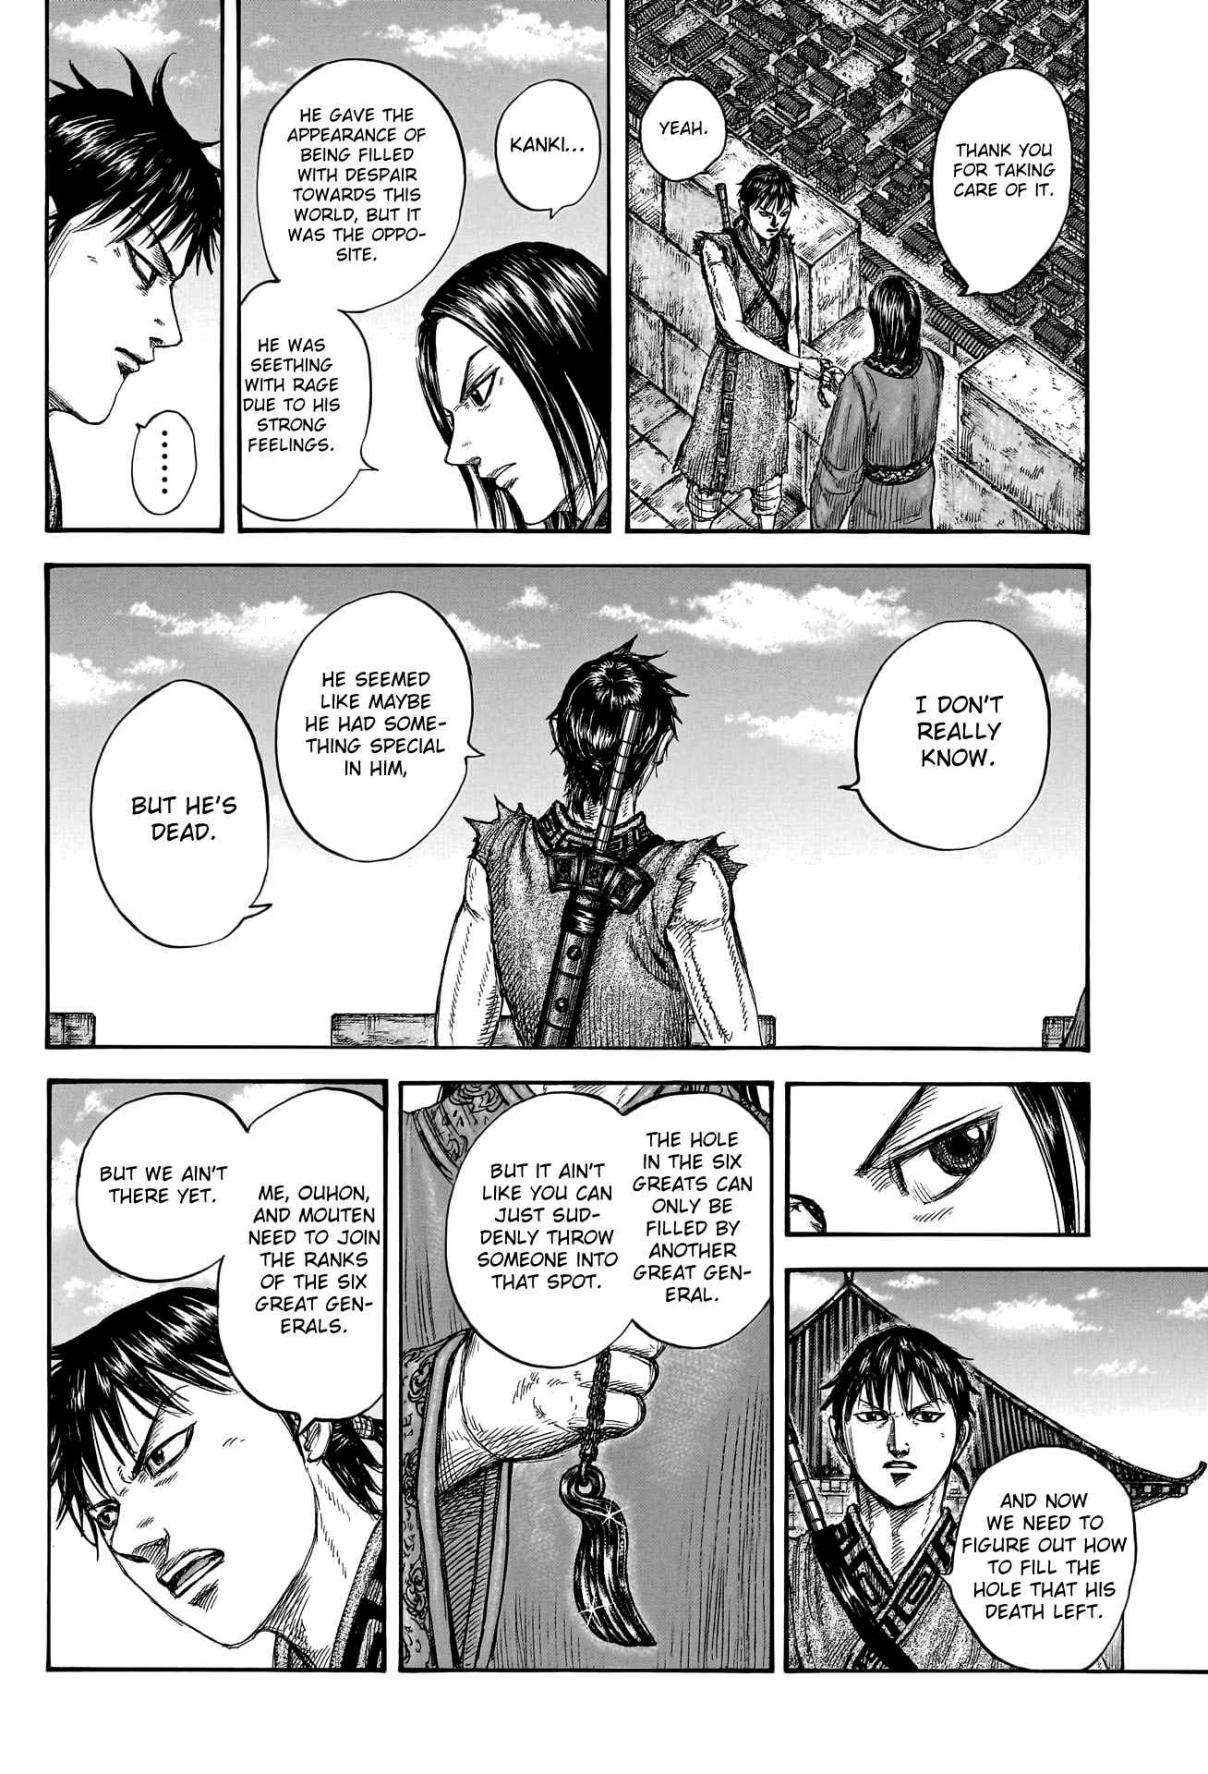 THANK YOU
FOR TAKING
CARE OF IT.
YEAH.
KANKI...
HE GAVE THE
APPEARANCE OF
BEING FILLED
WITH DESPAIR
TOWARDS THIS
WORLD, BUT IT
WAS THE OPPO-
SITE.
HE WAS
SEETHING
WITH RAGE
DUE TO HIS
STRONG
FEELINGS.
......
I DON'T
REALLY
KNOW.
HE SEEMED
LIKE MAYBE
HE HAD SOME-
THING SPECIAL
IN HIM,
BUT HE'S
DEAD.
AND NOW
WE NEED TO
FIGURE OUT HOW
TO FILL THE
HOLE THAT HIS
DEATH LEFT.
THE HOLE
IN THE SIX
GREATS CAN
ONLY BE
FILLED BY
ANOTHER
GREAT GEN-
ERAL.
BUT IT AIN'T
LIKE YOU CAN
JUST SUD-
DENLY THROW
SOMEONE INTO
THAT SPOT.
ME, OUHON,
AND MOUTEN
NEED TO JOIN
THE RANKS
OF THE SIX
GREAT GEN-
ERALS.
BUT WE AIN'T
THERE YET.